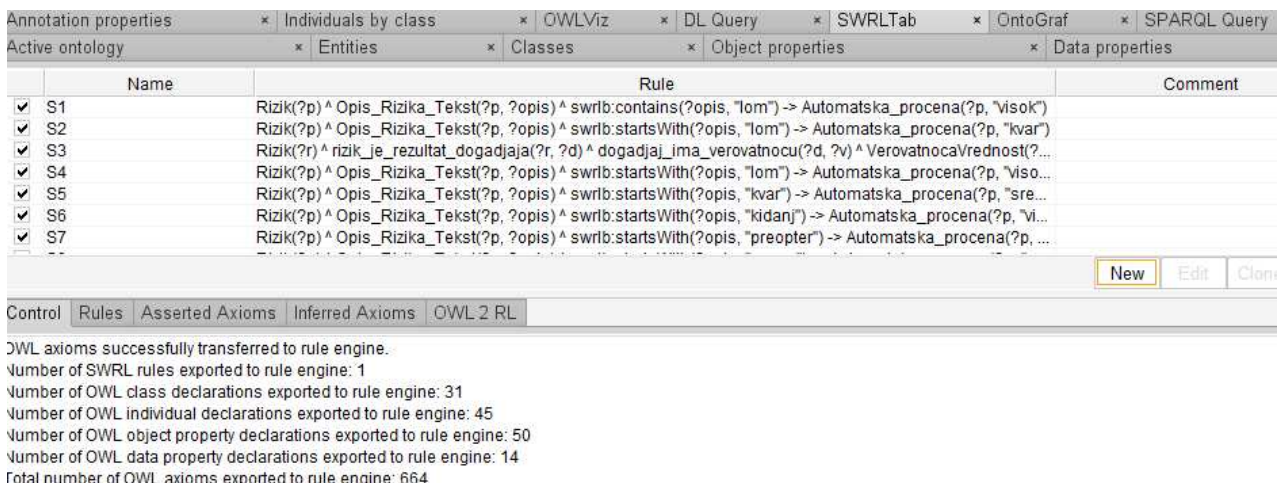 Annotation properties × Individuals by class × OWLViz × DL Query × SWRLTab × OntoGraf × SPARQL Query
Active ontology × Entities × Classes × Object properties × Data properties
Name Rule Comment
S1 Rizik(?p) ^ Opis_Rizika_Tekst(?p, ?opis) ^ swrlb:contains(?opis, "lom") -> Automatska_procena(?p, "visok")
S2 Rizik(?p) ^ Opis_Rizika_Tekst(?p, ?opis) ^ swrlb:startsWith(?opis, "lom") -> Automatska_procena(?p, "kvar")
S3 Rizik(?r) ^ rizik_je_rezultat_dogadjaja(?r, ?d) ^ dogadjaj_ima_verovatnocu(?d, ?v) ^ VerovatnocaVrednost(?...
S4 Rizik(?p) ^ Opis_Rizika_Tekst(?p, ?opis) ^ swrlb:startsWith(?opis, "lom") -> Automatska_procena(?p, "viso...
S5 Rizik(?p) ^ Opis_Rizika_Tekst(?p, ?opis) ^ swrlb:startsWith(?opis, "kvar") -> Automatska_procena(?p, "sre...
S6 Rizik(?p) ^ Opis_Rizika_Tekst(?p, ?opis) ^ swrlb:startsWith(?opis, "kidanj") -> Automatska_procena(?p, "vi...
S7 Rizik(?p) ^ Opis_Rizika_Tekst(?p, ?opis) ^ swrlb:startsWith(?opis, "preopter") -> Automatska_procena(?p, ...
New Edit Clone
Control Rules Asserted Axioms Inferred Axioms OWL 2 RL
OWL axioms successfully transferred to rule engine.
Number of SWRL rules exported to rule engine: 1
Number of OWL class declarations exported to rule engine: 31
Number of OWL individual declarations exported to rule engine: 45
Number of OWL object property declarations exported to rule engine: 50
Number of OWL data property declarations exported to rule engine: 14
Total number of OWL axioms exported to rule engine: 664